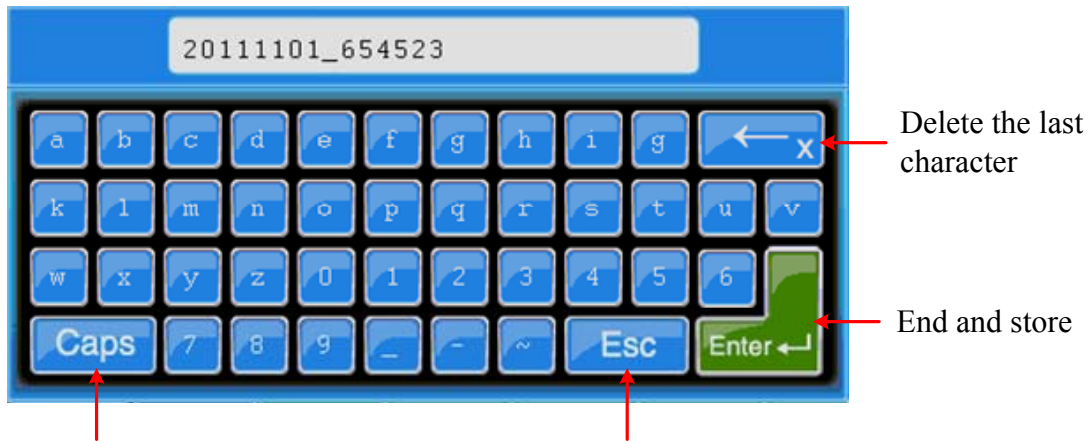 20111101_654523
a b c d e f g h i g ←x
Delete the last
character
k l m n o p q r s t u v
w x y z 0 1 2 3 4 5 6
End and store
Caps 7 8 9 _ - ~ Esc Enter ↵